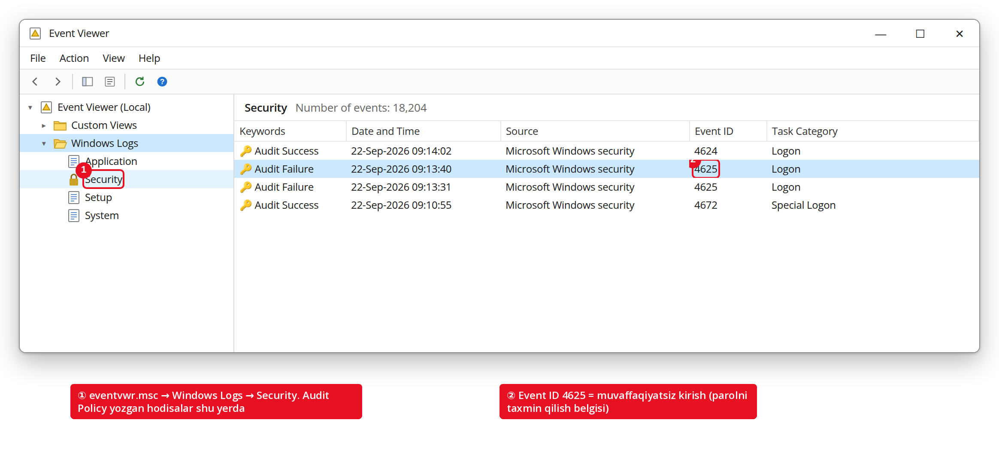 Event Viewer
File Action View Help
Event Viewer (Local)
Custom Views
Windows Logs
Application
1
Security
Setup
System
Security Number of events: 18,204
Keywords Date and Time Source Event ID Task Category
Audit Success 22-Sep-2026 09:14:02 Microsoft Windows security 4624 Logon
2
Audit Failure 22-Sep-2026 09:13:40 Microsoft Windows security 4625 Logon
Audit Failure 22-Sep-2026 09:13:31 Microsoft Windows security 4625 Logon
Audit Success 22-Sep-2026 09:10:55 Microsoft Windows security 4672 Special Logon
① eventvwr.msc → Windows Logs → Security. Audit
Policy yozgan hodisalar shu yerda
② Event ID 4625 = muvaffaqiyatsiz kirish (parolni
taxmin qilish belgisi)